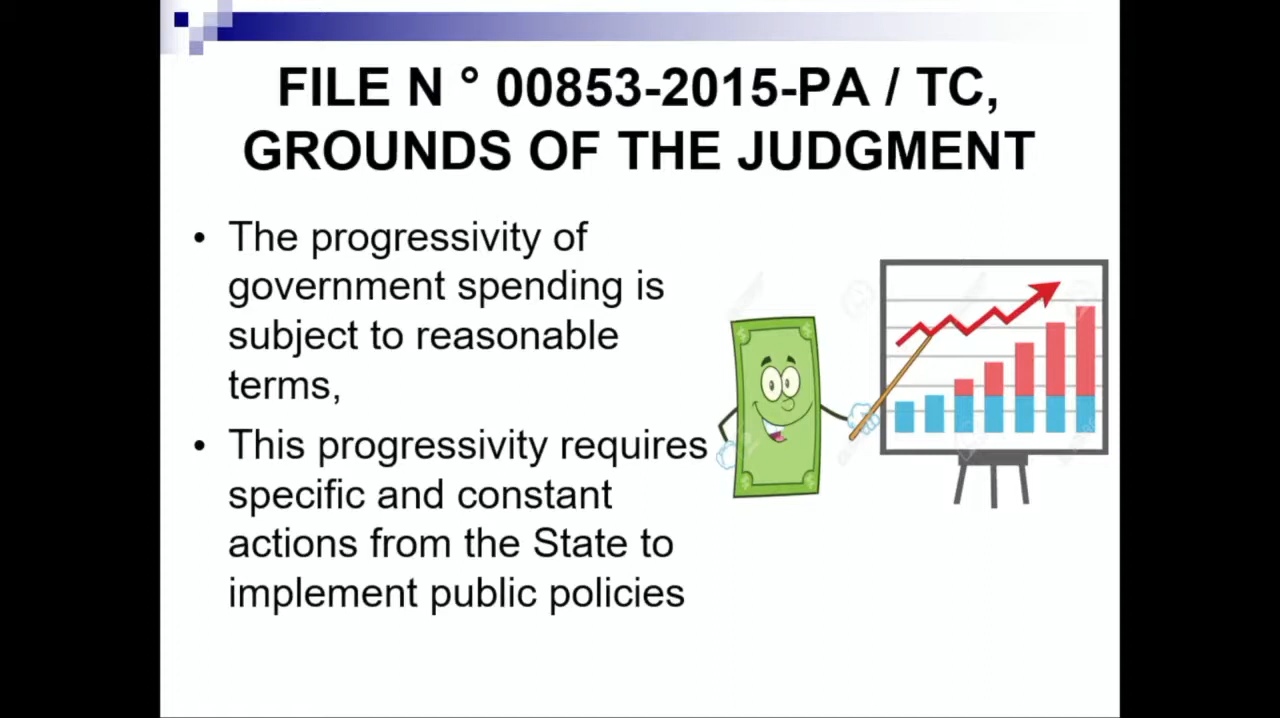 FILE N ° 00853-2015-PA / TC,
GROUNDS OF THE JUDGMENT
• The progressivity of
government spending is
subject to reasonable
terms,
• This progressivity requires
specific and constant
actions from the State to
implement public policies